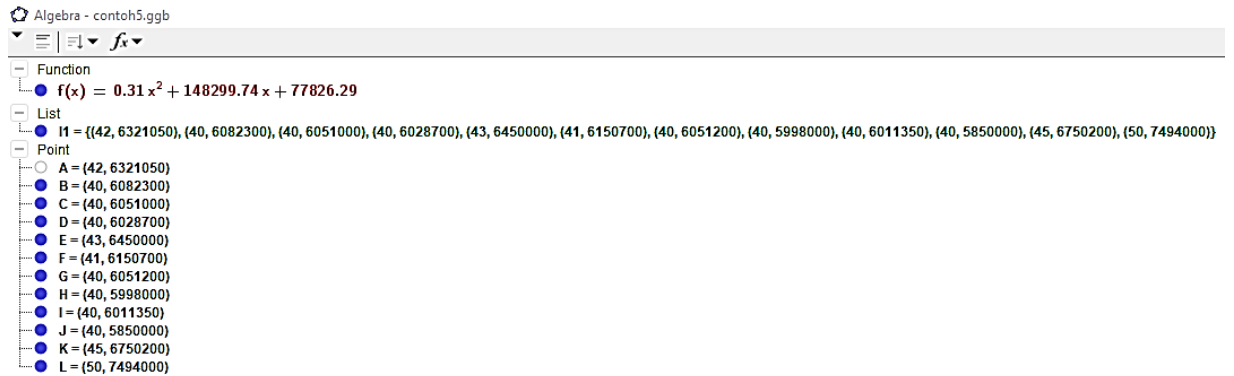 Algebra - contoh5.ggb
fx
Function
f(x) = 0.31 x² + 148299.74 x + 77826.29
List
l1 = {(42, 6321050), (40, 6082300), (40, 6051000), (40, 6028700), (43, 6450000), (41, 6150700), (40, 6051200), (40, 5998000), (40, 6011350), (40, 5850000), (45, 6750200), (50, 7494000)}
Point
A = (42, 6321050)
B = (40, 6082300)
C = (40, 6051000)
D = (40, 6028700)
E = (43, 6450000)
F = (41, 6150700)
G = (40, 6051200)
H = (40, 5998000)
I = (40, 6011350)
J = (40, 5850000)
K = (45, 6750200)
L = (50, 7494000)